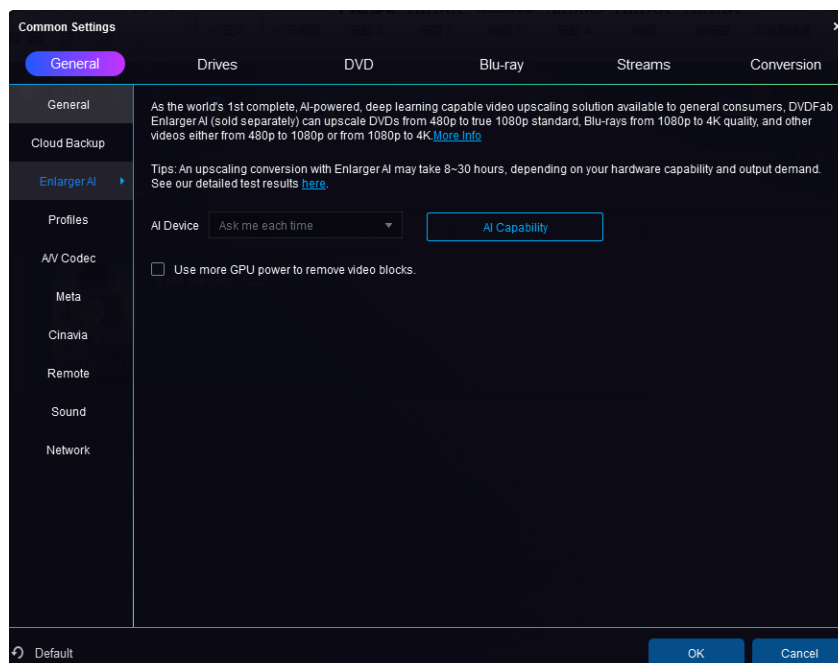 Common Settings
General
Drives
DVD
Blu-ray
Streams
Conversion
General
Cloud Backup
Enlarger AI
Profiles
A/V Codec
Meta
Cinavia
Remote
Sound
Network
As the world's 1st complete, AI-powered, deep learning capable video upscaling solution available to general consumers, DVDFab
Enlarger AI (sold separately) can upscale DVDs from 480p to true 1080p standard, Blu-rays from 1080p to 4K quality, and other
videos either from 480p to 1080p or from 1080p to 4K.More Info
Tips: An upscaling conversion with Enlarger AI may take 8~30 hours, depending on your hardware capability and output demand.
See our detailed test results here.
AI Device
Ask me each time
AI Capability
Use more GPU power to remove video blocks.
Default
OK
Cancel